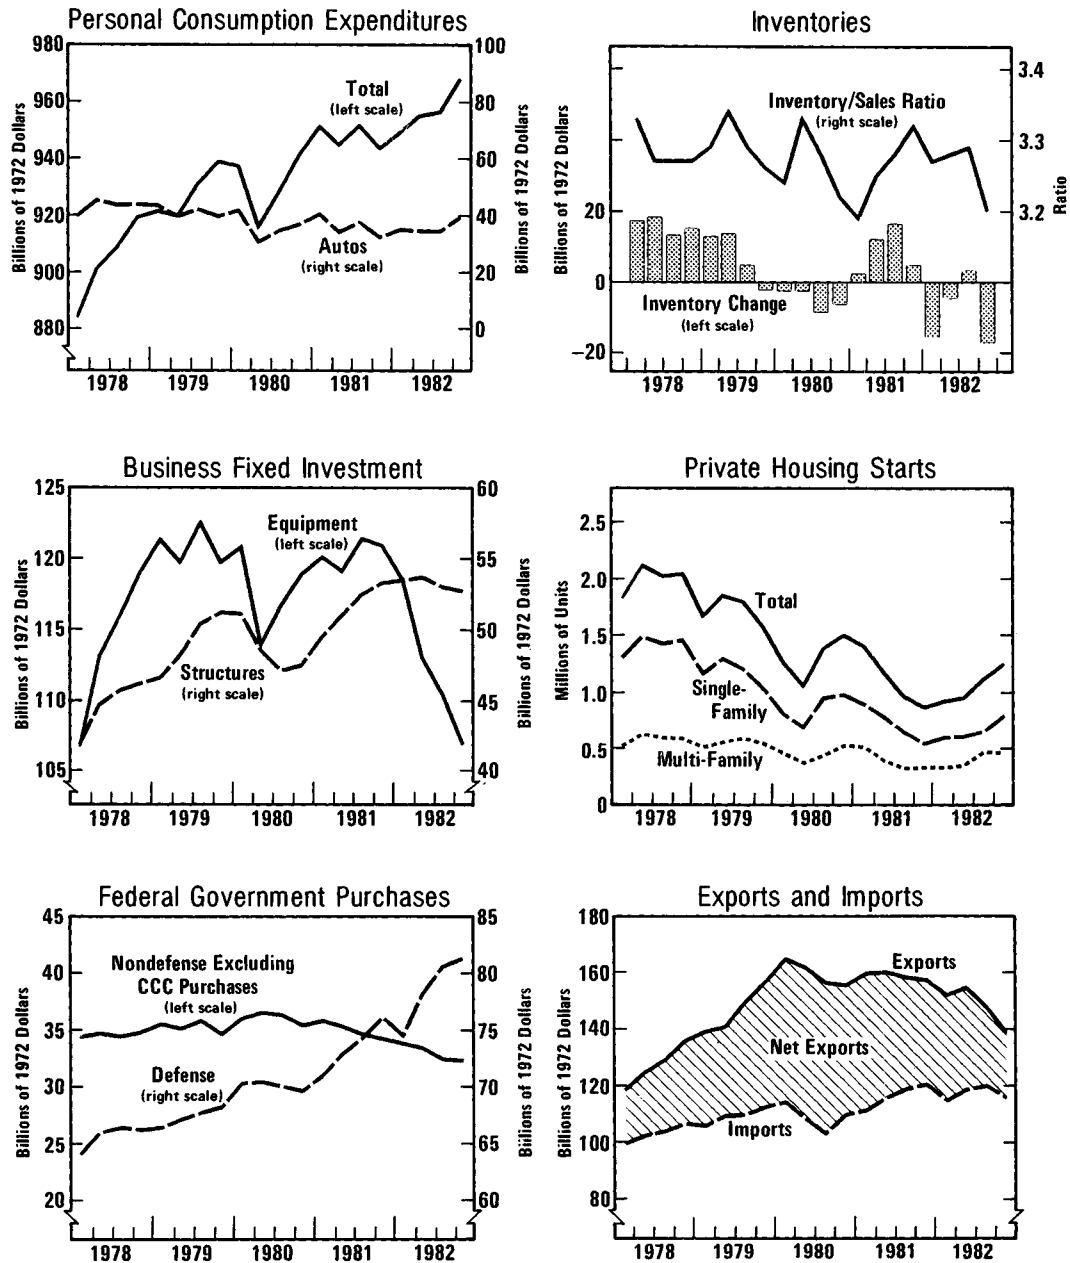 Personal Consumption Expenditures
980
960
940
920
900
880
Billions of 1972 Dollars
Total
(left scale)
Autos
(right scale)
100
80
60
40
20
0
Billions of 1972 Dollars
1978 1979 1980 1981 1982
Inventories
20
0
−20
Billions of 1972 Dollars
Inventory/Sales Ratio
(right scale)
Inventory Change
(left scale)
3.4
3.3
3.2
Ratio
1978 1979 1980 1981 1982
Business Fixed Investment
125
120
115
110
105
Billions of 1972 Dollars
Equipment
(left scale)
Structures
(right scale)
60
55
50
45
40
Billions of 1972 Dollars
1978 1979 1980 1981 1982
Private Housing Starts
2.5
2.0
1.5
1.0
0.5
0
Millions of Units
Total
Single-
Family
Multi-Family
1978 1979 1980 1981 1982
Federal Government Purchases
45
40
35
30
25
20
Billions of 1972 Dollars
Nondefense Excluding
CCC Purchases
(left scale)
Defense
(right scale)
85
80
75
70
65
60
Billions of 1972 Dollars
1978 1979 1980 1981 1982
Exports and Imports
180
160
140
120
100
80
Billions of 1972 Dollars
Exports
Net Exports
Imports
1978 1979 1980 1981 1982